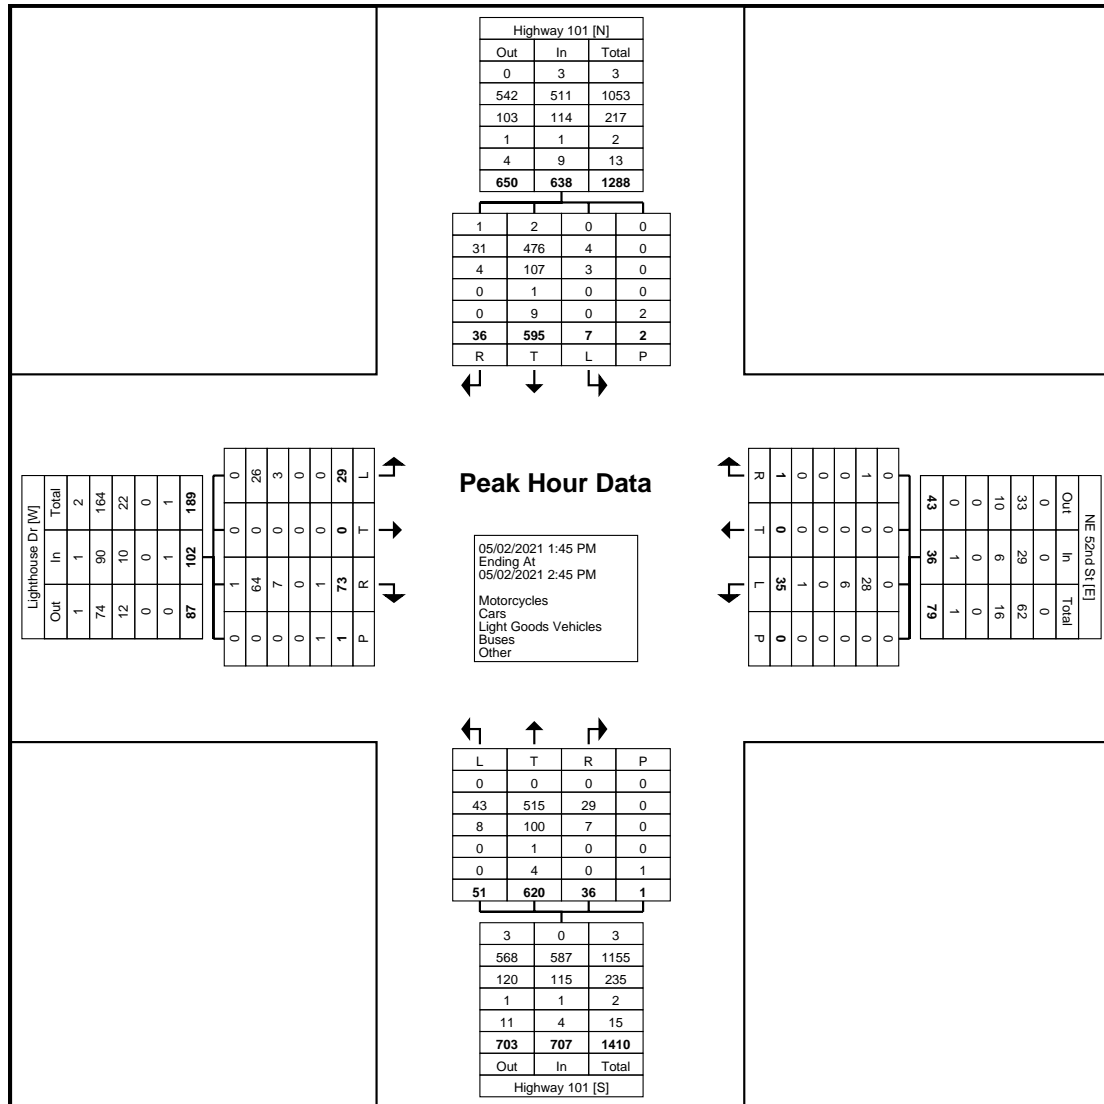 Highway 101 [N]
Out In Total
0 3 3
542 511 1053
103 114 217
1 1 2
4 9 13
650 638 1288
1 2 0 0
31 476 4 0
4 107 3 0
0 1 0 0
0 9 0 2
36 595 7 2
R T L P
Lighthouse Dr [W]
Out In Total
1 1 2
74 90 164
12 10 22
0 0 0
0 1 1
87 102 189
0 1 0 0
0 64 0 26
0 7 0 3
0 0 0 0
1 1 0 0
1 73 0 29
P R T L
Peak Hour Data
05/02/2021 1:45 PM
Ending At
05/02/2021 2:45 PM
Motorcycles
Cars
Light Goods Vehicles
Buses
Other
NE 52nd St [E]
Out In Total
0 0 0
33 29 62
10 6 16
0 0 0
0 1 1
43 36 79
0 0 0 0
1 0 28 0
0 0 6 0
0 0 0 0
0 0 1 0
1 0 35 0
R T L P
L T R P
0 0 0 0
43 515 29 0
8 100 7 0
0 1 0 0
0 4 0 1
51 620 36 1
3 0 3
568 587 1155
120 115 235
1 1 2
11 4 15
703 707 1410
Out In Total
Highway 101 [S]